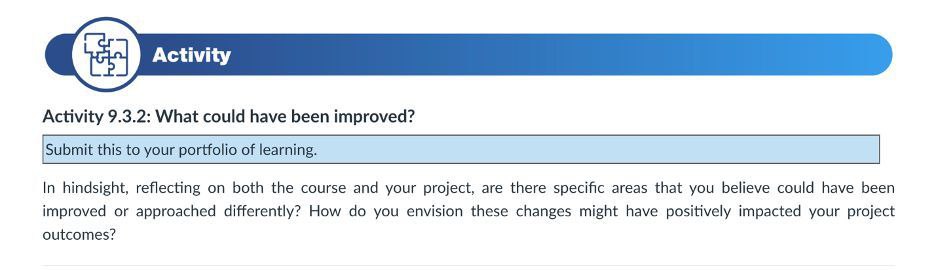 Activity
Activity 9.3.2: What could have been improved?
Submit this to your portfolio of learning.
In hindsight, reflecting on both the course and your project, are there specific areas that you believe could have been
improved or approached differently? How do you envision these changes might have positively impacted your project
outcomes?